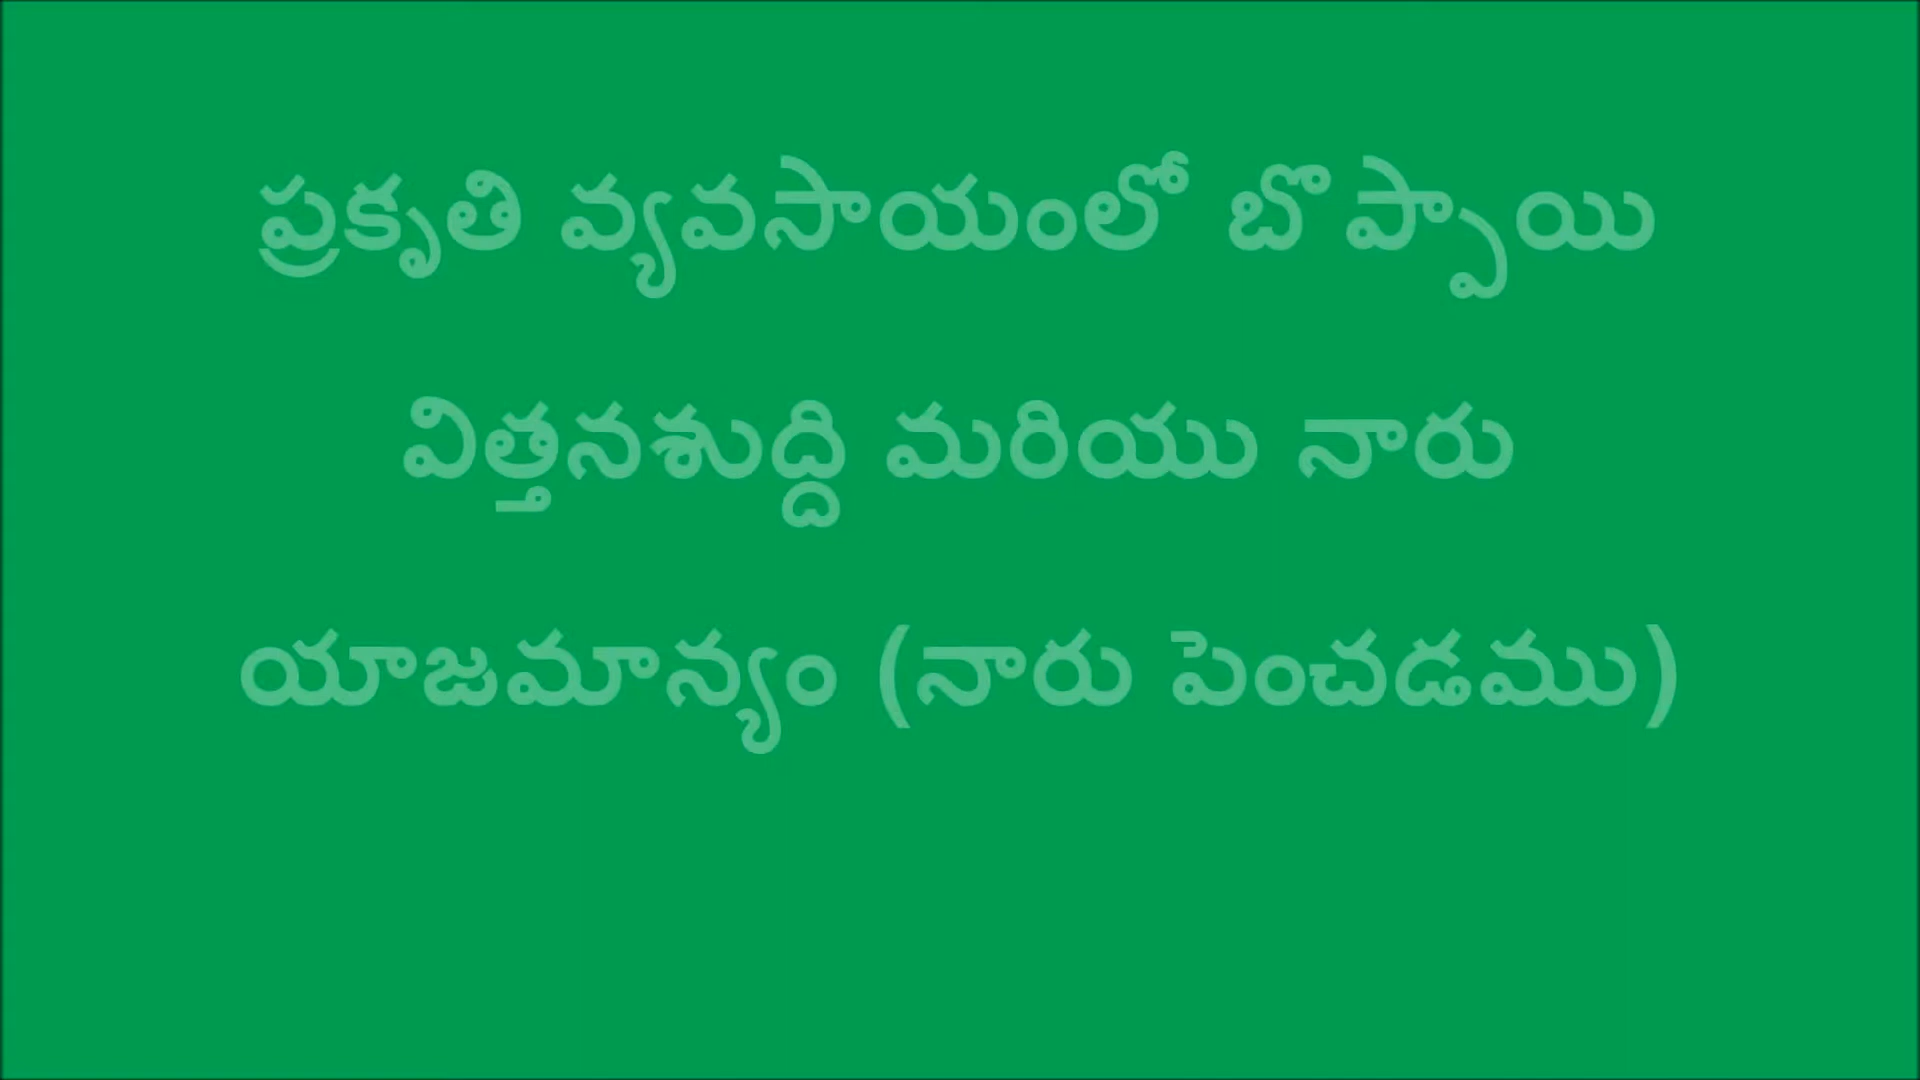 ప్రకృతి వ్యవసాయంలో బొప్పాయి
విత్తనశుద్ది మరియు నారు
యాజమాన్యం (నారు పెంచడము)